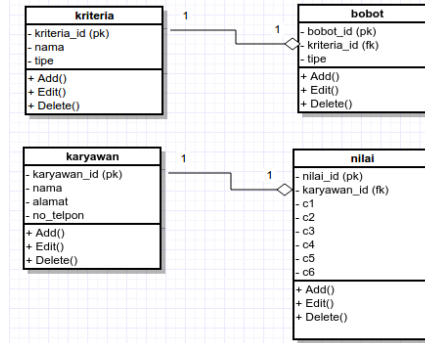 kriteria
- kriteria_id (pk)
- nama
- tipe
+ Add()
+ Edit()
+ Delete()
1
1
bobot
- bobot_id (pk)
- kriteria_id (fk)
- tipe
+ Add()
+ Edit()
+ Delete()
karyawan
- karyawan_id (pk)
- nama
- alamat
- no_telpon
+ Add()
+ Edit()
+ Delete()
1
1
nilai
- nilai_id (pk)
- karyawan_id (fk)
- c1
- c2
- c3
- c4
- c5
- c6
+ Add()
+ Edit()
+ Delete()